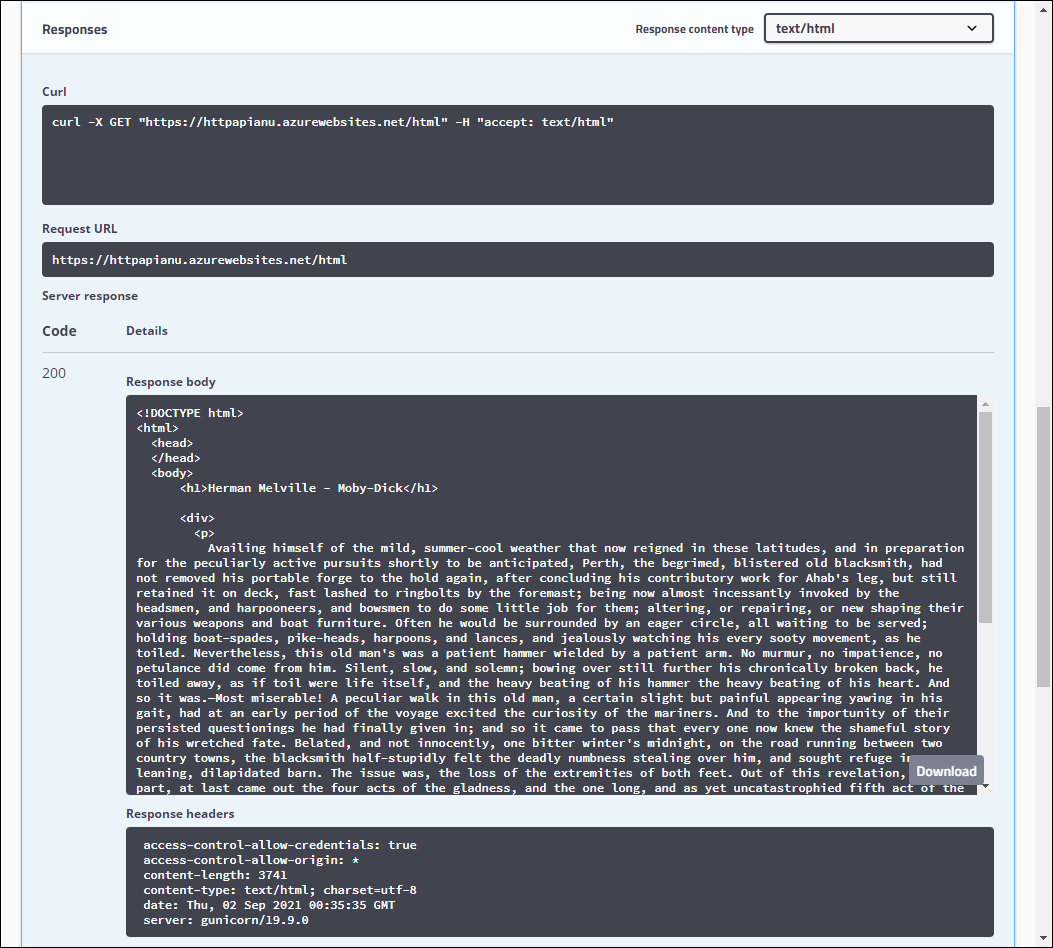 Responses
Response content type
text/html
Curl
curl -X GET "https://httpapianu.azurewebsites.net/html" -H "accept: text/html"
Request URL
https://httpapianu.azurewebsites.net/html
Server response
Code Details
200
Response body
<!DOCTYPE html>
<html>
<head>
</head>
<body>
<h1>Herman Melville - Moby-Dick</h1>
<div>
<p>
Availing himself of the mild, summer-cool weather that now reigned in these latitudes, and in preparation
for the peculiarly active pursuits shortly to be anticipated, Perth, the begrimed, blistered old blacksmith, had
not removed his portable forge to the hold again, after concluding his contributory work for Ahab's leg, but still
retained it on deck, fast lashed to ringbolts by the foremast; being now almost incessantly invoked by the
headsmen, and harpooneers, and bowsmen to do some little job for them; altering, or repairing, or new shaping their
various weapons and boat furniture. Often he would be surrounded by an eager circle, all waiting to be served;
holding boat-spades, pike-heads, harpoons, and lances, and jealously watching his every sooty movement, as he
toiled. Nevertheless, this old man's was a patient hammer wielded by a patient arm. No murmur, no impatience, no
petulance did come from him. Silent, slow, and solemn; bowing over still further his chronically broken back, he
toiled away, as if toil were life itself, and the heavy beating of his hammer the heavy beating of his heart. And
so it was.—Most miserable! A peculiar walk in this old man, a certain slight but painful appearing yawing in his
gait, had at an early period of the voyage excited the curiosity of the mariners. And to the importunity of their
persisted questionings he had finally given in; and so it came to pass that every one now knew the shameful story
of his wretched fate. Belated, and not innocently, one bitter winter's midnight, on the road running between two
country towns, the blacksmith half-stupidly felt the deadly numbness stealing over him, and sought refuge
leaning, dilapidated barn. The issue was, the loss of the extremities of both feet. Out of this revelation,
part, at last came out the four acts of the gladness, and the one long, and as yet uncatastrophied fifth act of the
Download
Response headers
access-control-allow-credentials: true
access-control-allow-origin: *
content-length: 3741
content-type: text/html; charset=utf-8
date: Thu, 02 Sep 2021 00:35:35 GMT
server: gunicorn/19.9.0